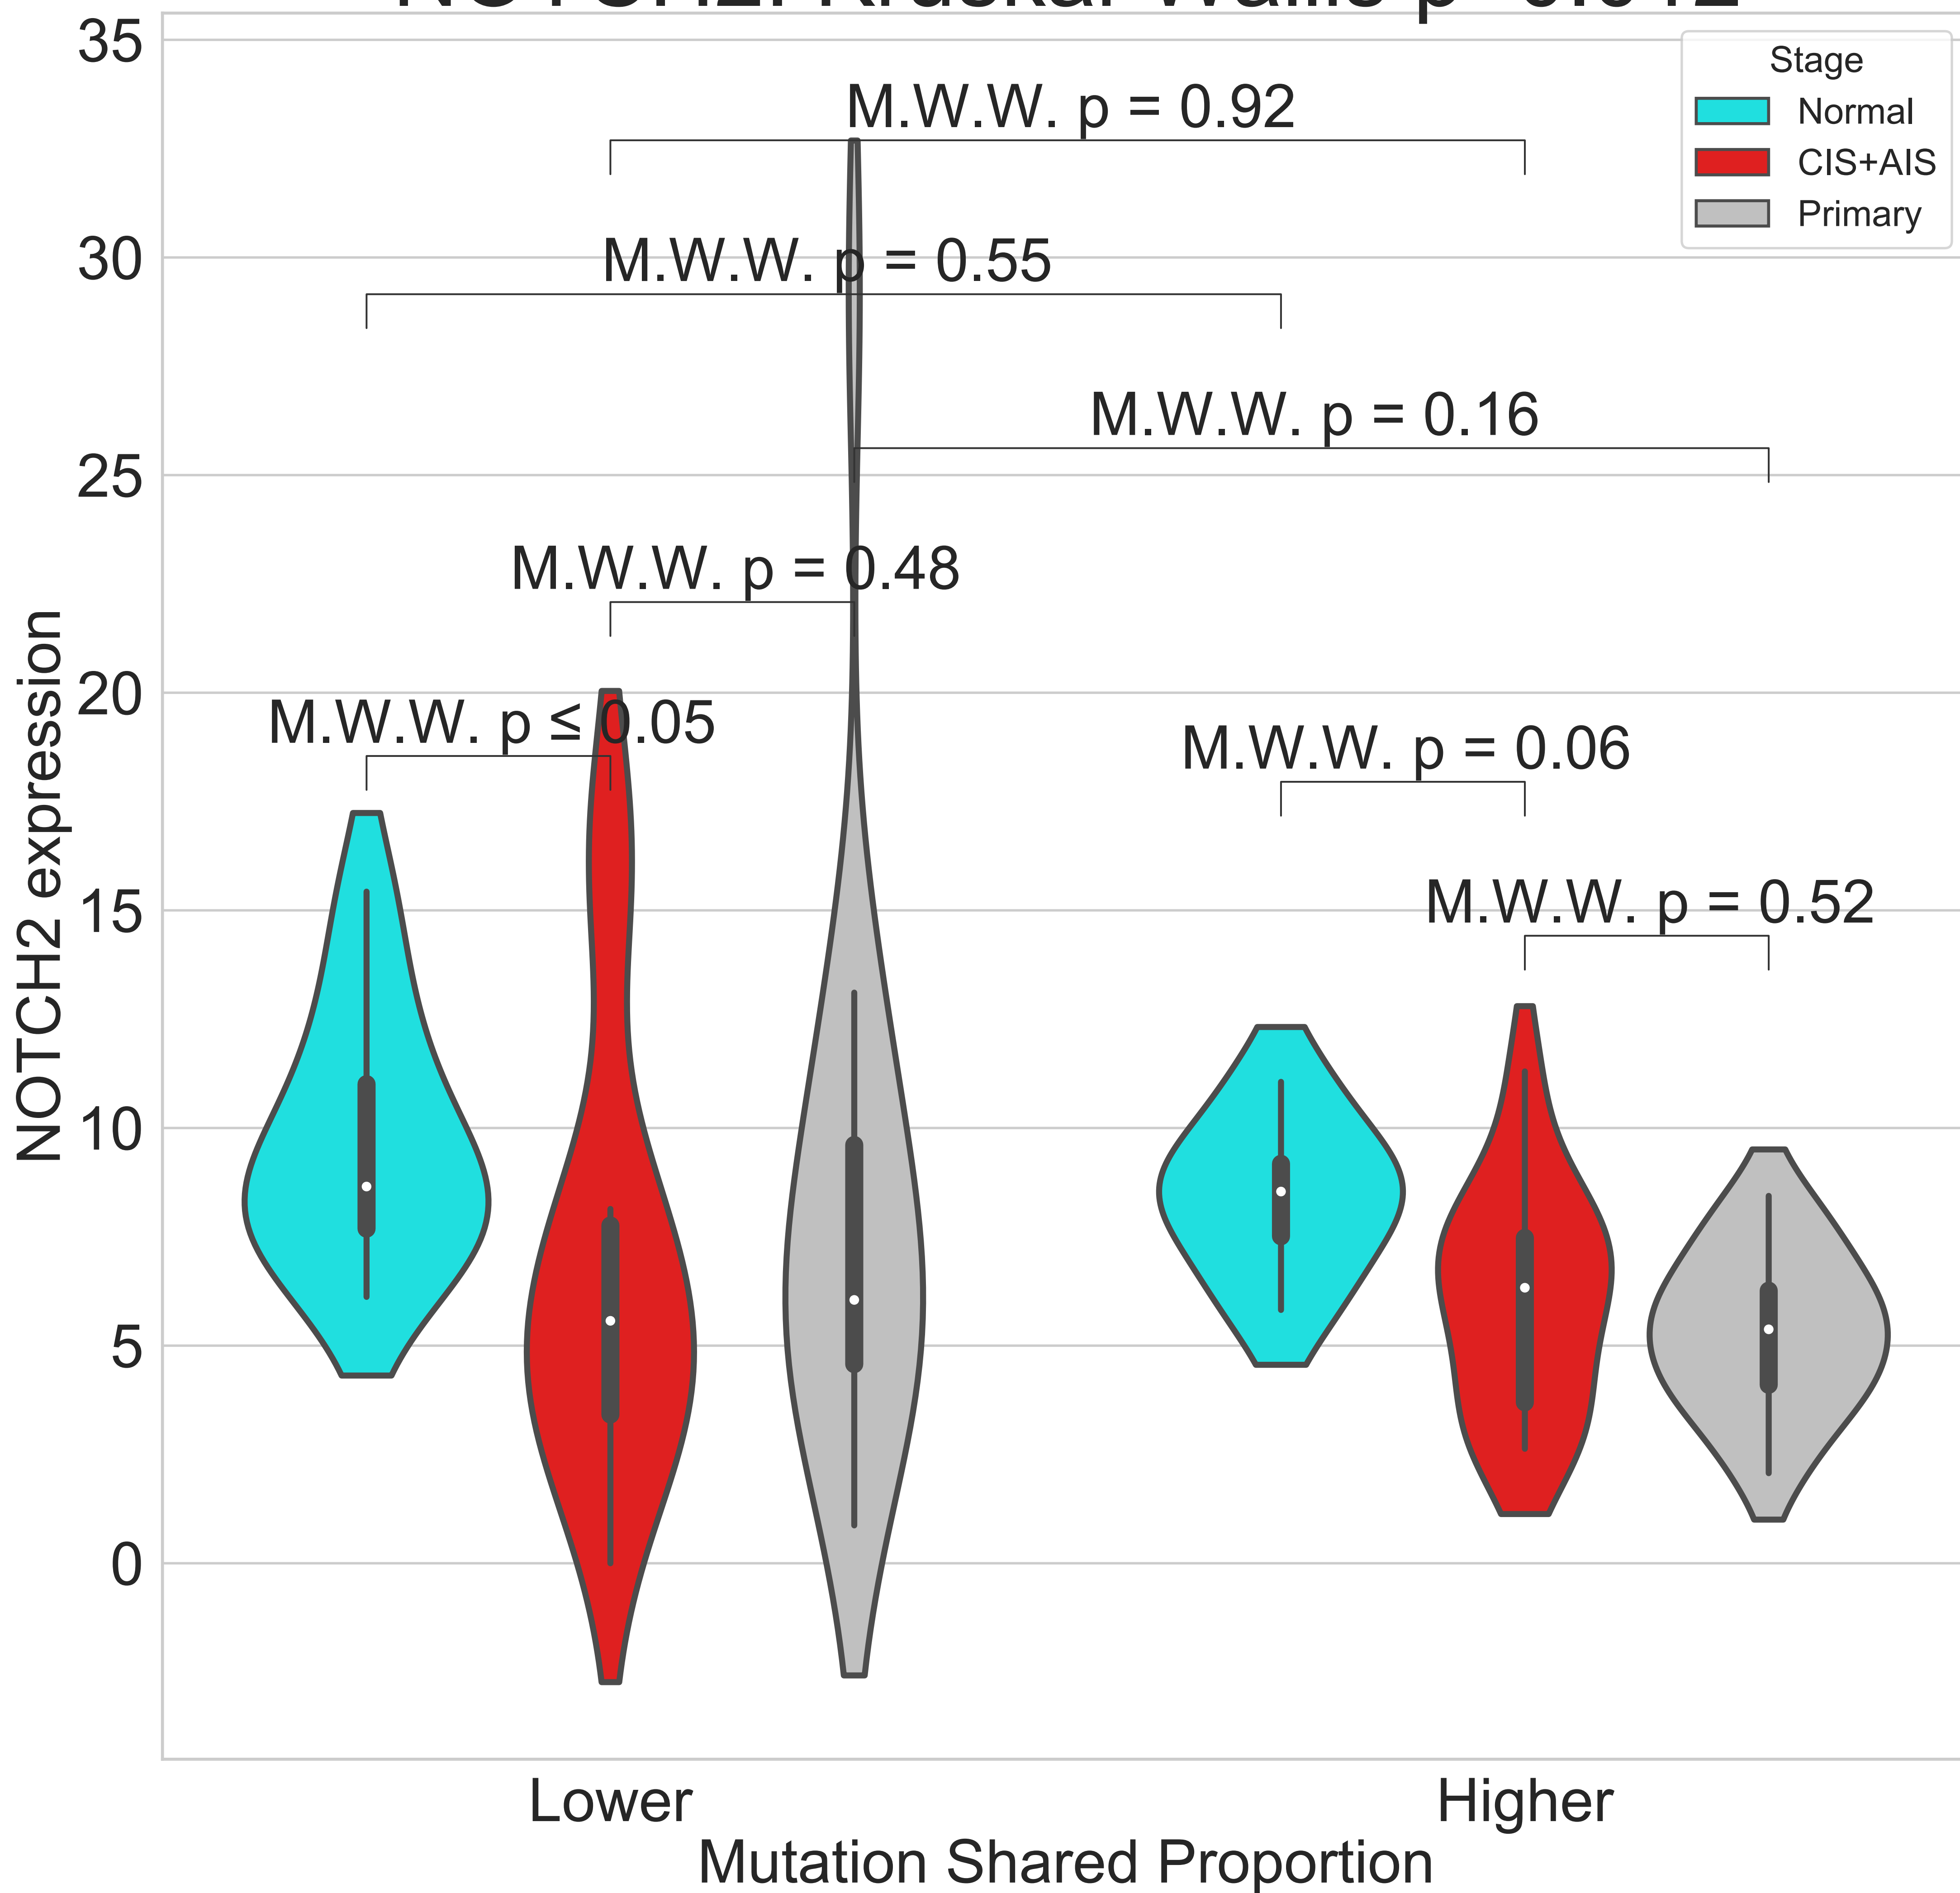 35
Stage
Normal
CIS+AIS
Primary
M.W.W. p = 0.92
30
M.W.W. p = 0.55
M.W.W. p = 0.16
25
M.W.W. p = 0.48
20
M.W.W. p ≤ 0.05
M.W.W. p = 0.06
15
M.W.W. p = 0.52
NOTCH2 expression
10
5
0
Lower
Higher
Mutation Shared Proportion